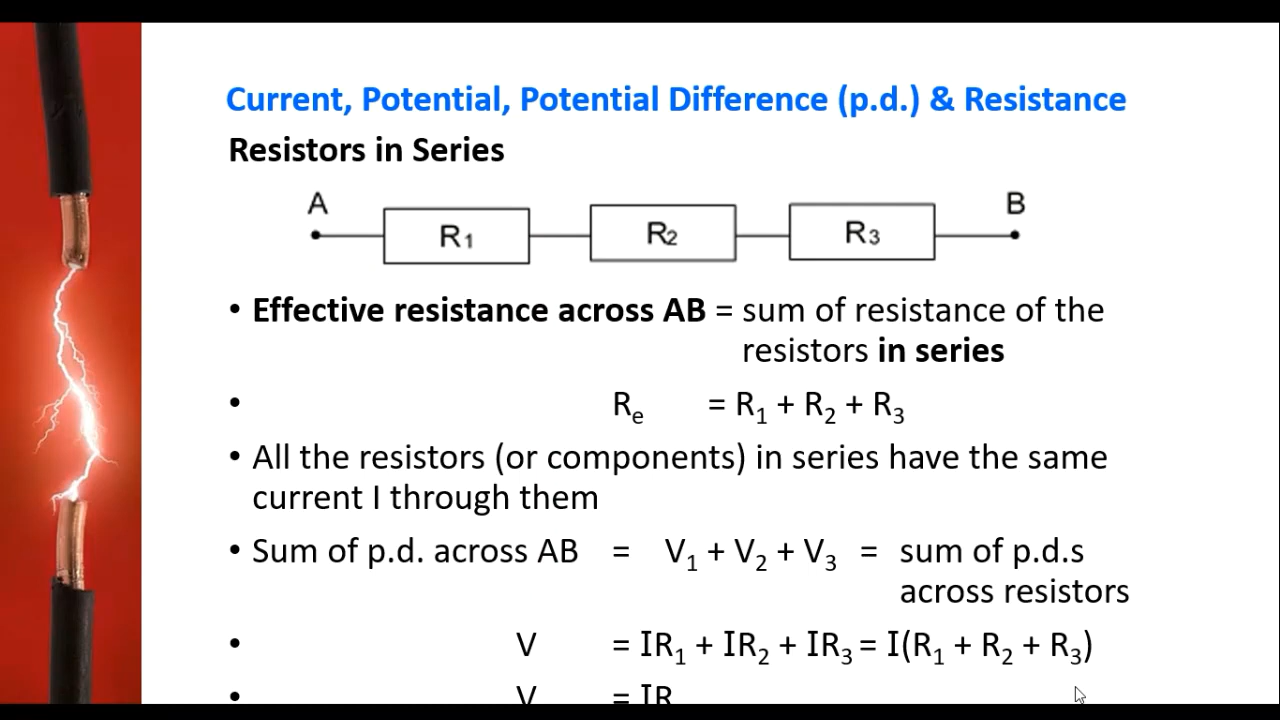 Current, Potential, Potential Difference (p.d.) & Resistance
Resistors in Series
A B
R1 R2 R3
• Effective resistance across AB = sum of resistance of the
resistors in series
• Re = R1 + R2 + R3
• All the resistors (or components) in series have the same
current I through them
• Sum of p.d. across AB = V1 + V2 + V3 = sum of p.d.s
across resistors
• V = IR1 + IR2 + IR3 = I(R1 + R2 + R3)
• V = IR